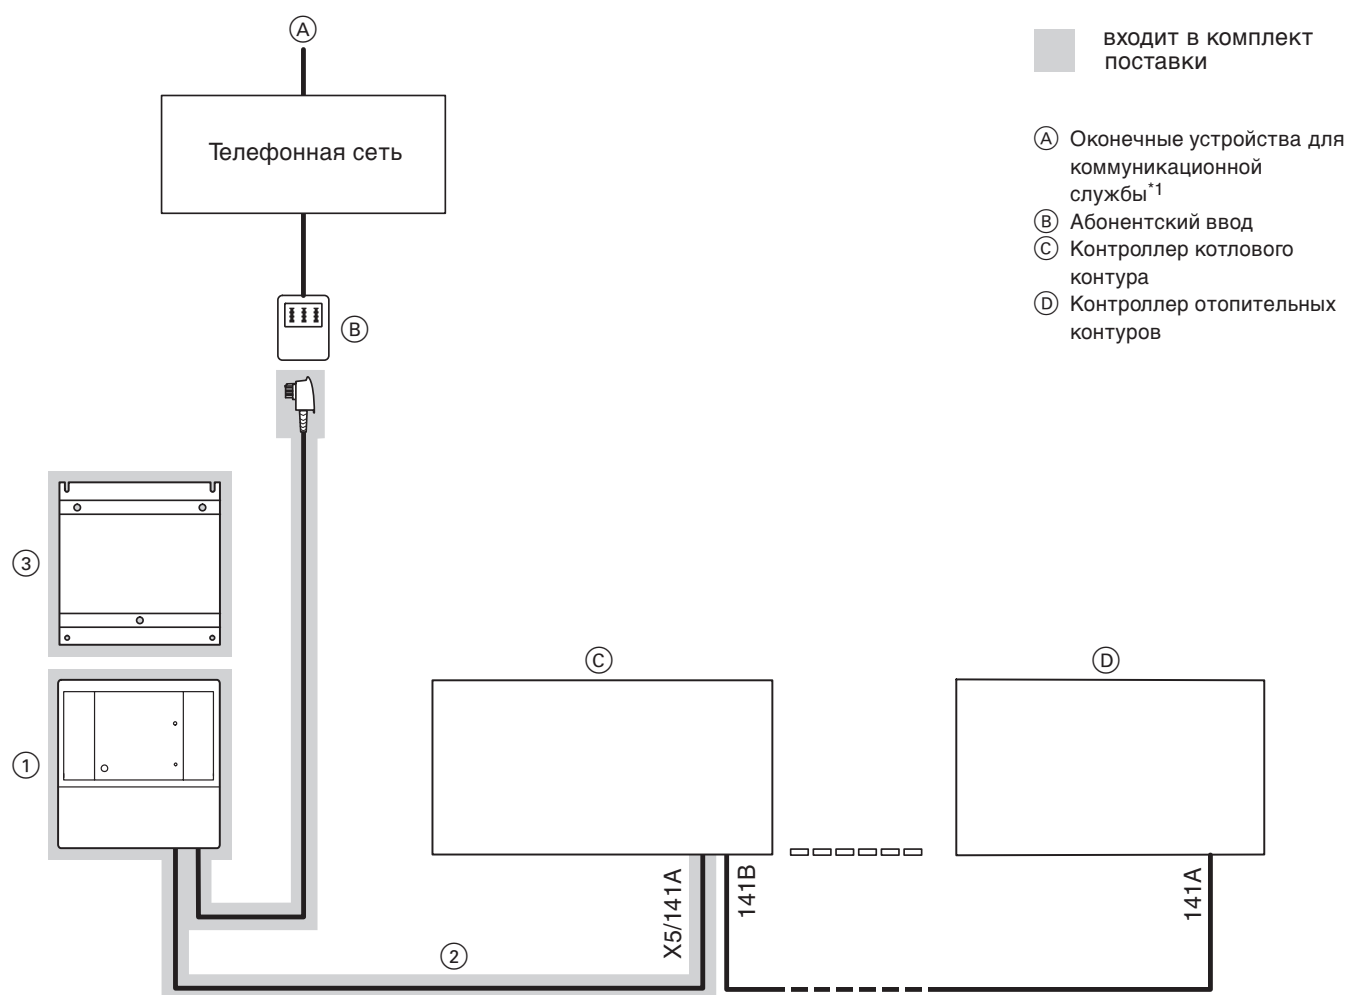 Ⓐ
Телефонная сеть
Ⓑ
③
①
Ⓒ
Ⓓ
X5/141A
141B
141A
②
входит в комплект
поставки
Ⓐ Оконечные устройства для
коммуникационной
службы*1
Ⓑ Абонентский ввод
Ⓒ Контроллер котлового
контура
Ⓓ Контроллер отопительных
контуров